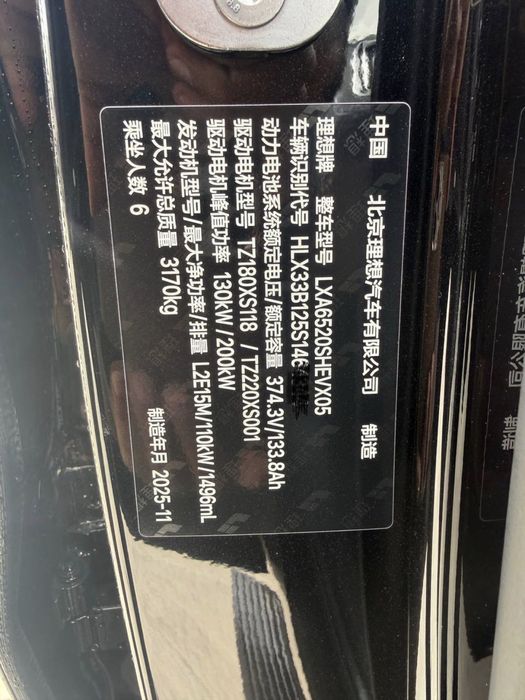 中国 北京理想汽车有限公司 制造
理想牌 整车型号 LXA6520SHEVX05
车辆识别代号 HLX33B125S146
动力电池系统额定电压/额定容量 374.3V/133.8Ah
驱动电机型号 TZ180XS118 / TZ220XS001
驱动电机峰值功率 130kW/200kW
发动机型号/最大净功率/排量 L2E15M/110kW/1496mL
最大允许总质量 3170kg
乘坐人数 6 制造年月 2025-11